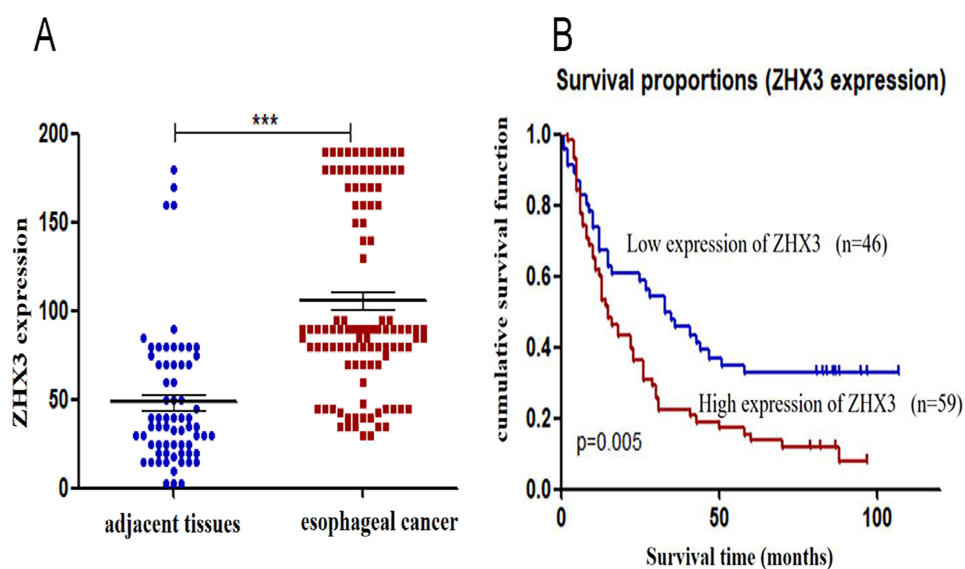 A
ZHX3 expression
200
150
100
50
0
***
adjacent tissues
esophageal cancer
B
Survival proportions (ZHX3 expression)
cumulative survival function
1.0
0.8
0.6
0.4
0.2
0.0
Low expression of ZHX3 (n=46)
High expression of ZHX3 (n=59)
p=0.005
0
50
100
Survival time (months)